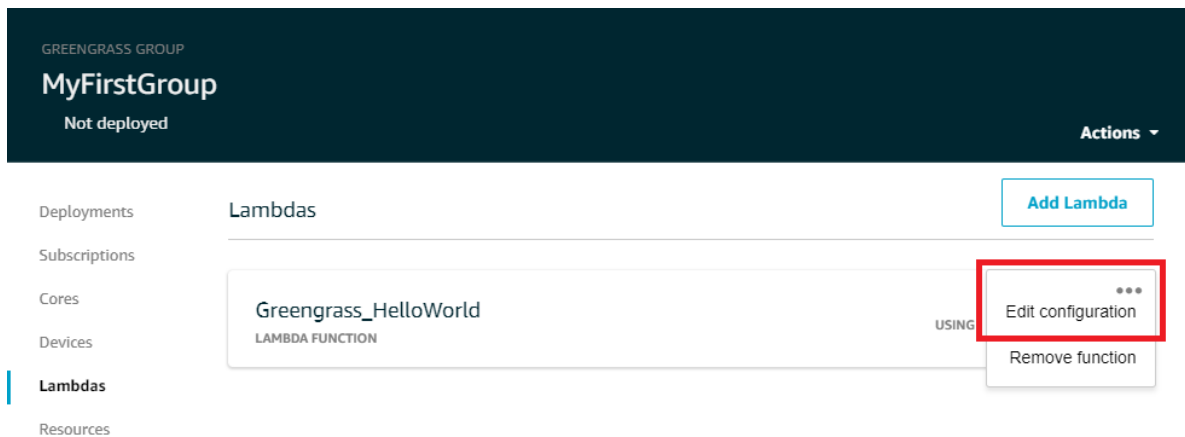 GREENGRASS GROUP
MyFirstGroup
Not deployed
Actions
Deployments
Subscriptions
Cores
Devices
Lambdas
Resources
Lambdas
Add Lambda
Greengrass_HelloWorld
LAMBDA FUNCTION
USING
Edit configuration
Remove function